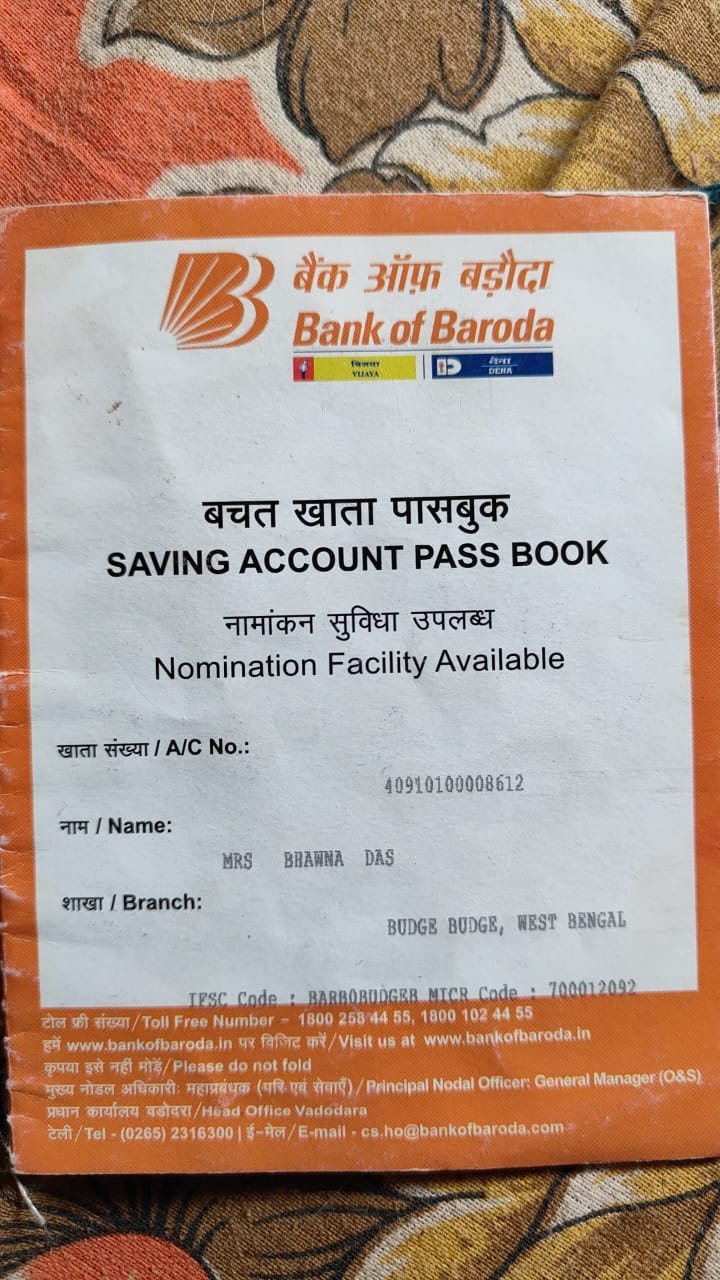 बैंक ऑफ़ बड़ौदा
Bank of Baroda
विजया
VIJAYA
देना
DENA
बचत खाता पासबुक
SAVING ACCOUNT PASS BOOK
नामांकन सुविधा उपलब्ध
Nomination Facility Available
खाता संख्या / A/C No.:
40910100008612
नाम / Name:
MRS BHAWNA DAS
शाखा / Branch:
BUDGE BUDGE, WEST BENGAL
IFSC Code : BARB0BUDGEB MICR Code : 700012092
टोल फ्री संख्या/Toll Free Number - 1800 258 44 55, 1800 102 44 55
हमें www.bankofbaroda.in पर विजिट करें/Visit us at www.bankofbaroda.in
कृपया इसे नहीं मोड़ें/Please do not fold
मुख्य नोडल अधिकारी: महाप्रबंधक (परि एवं सेवाएँ)/Principal Nodal Officer: General Manager (O&S)
प्रधान कार्यालय वडोदरा/Head Office Vadodara
टेली/Tel - (0265) 2316300 | ई-मेल/E-mail - cs.ho@bankofbaroda.com